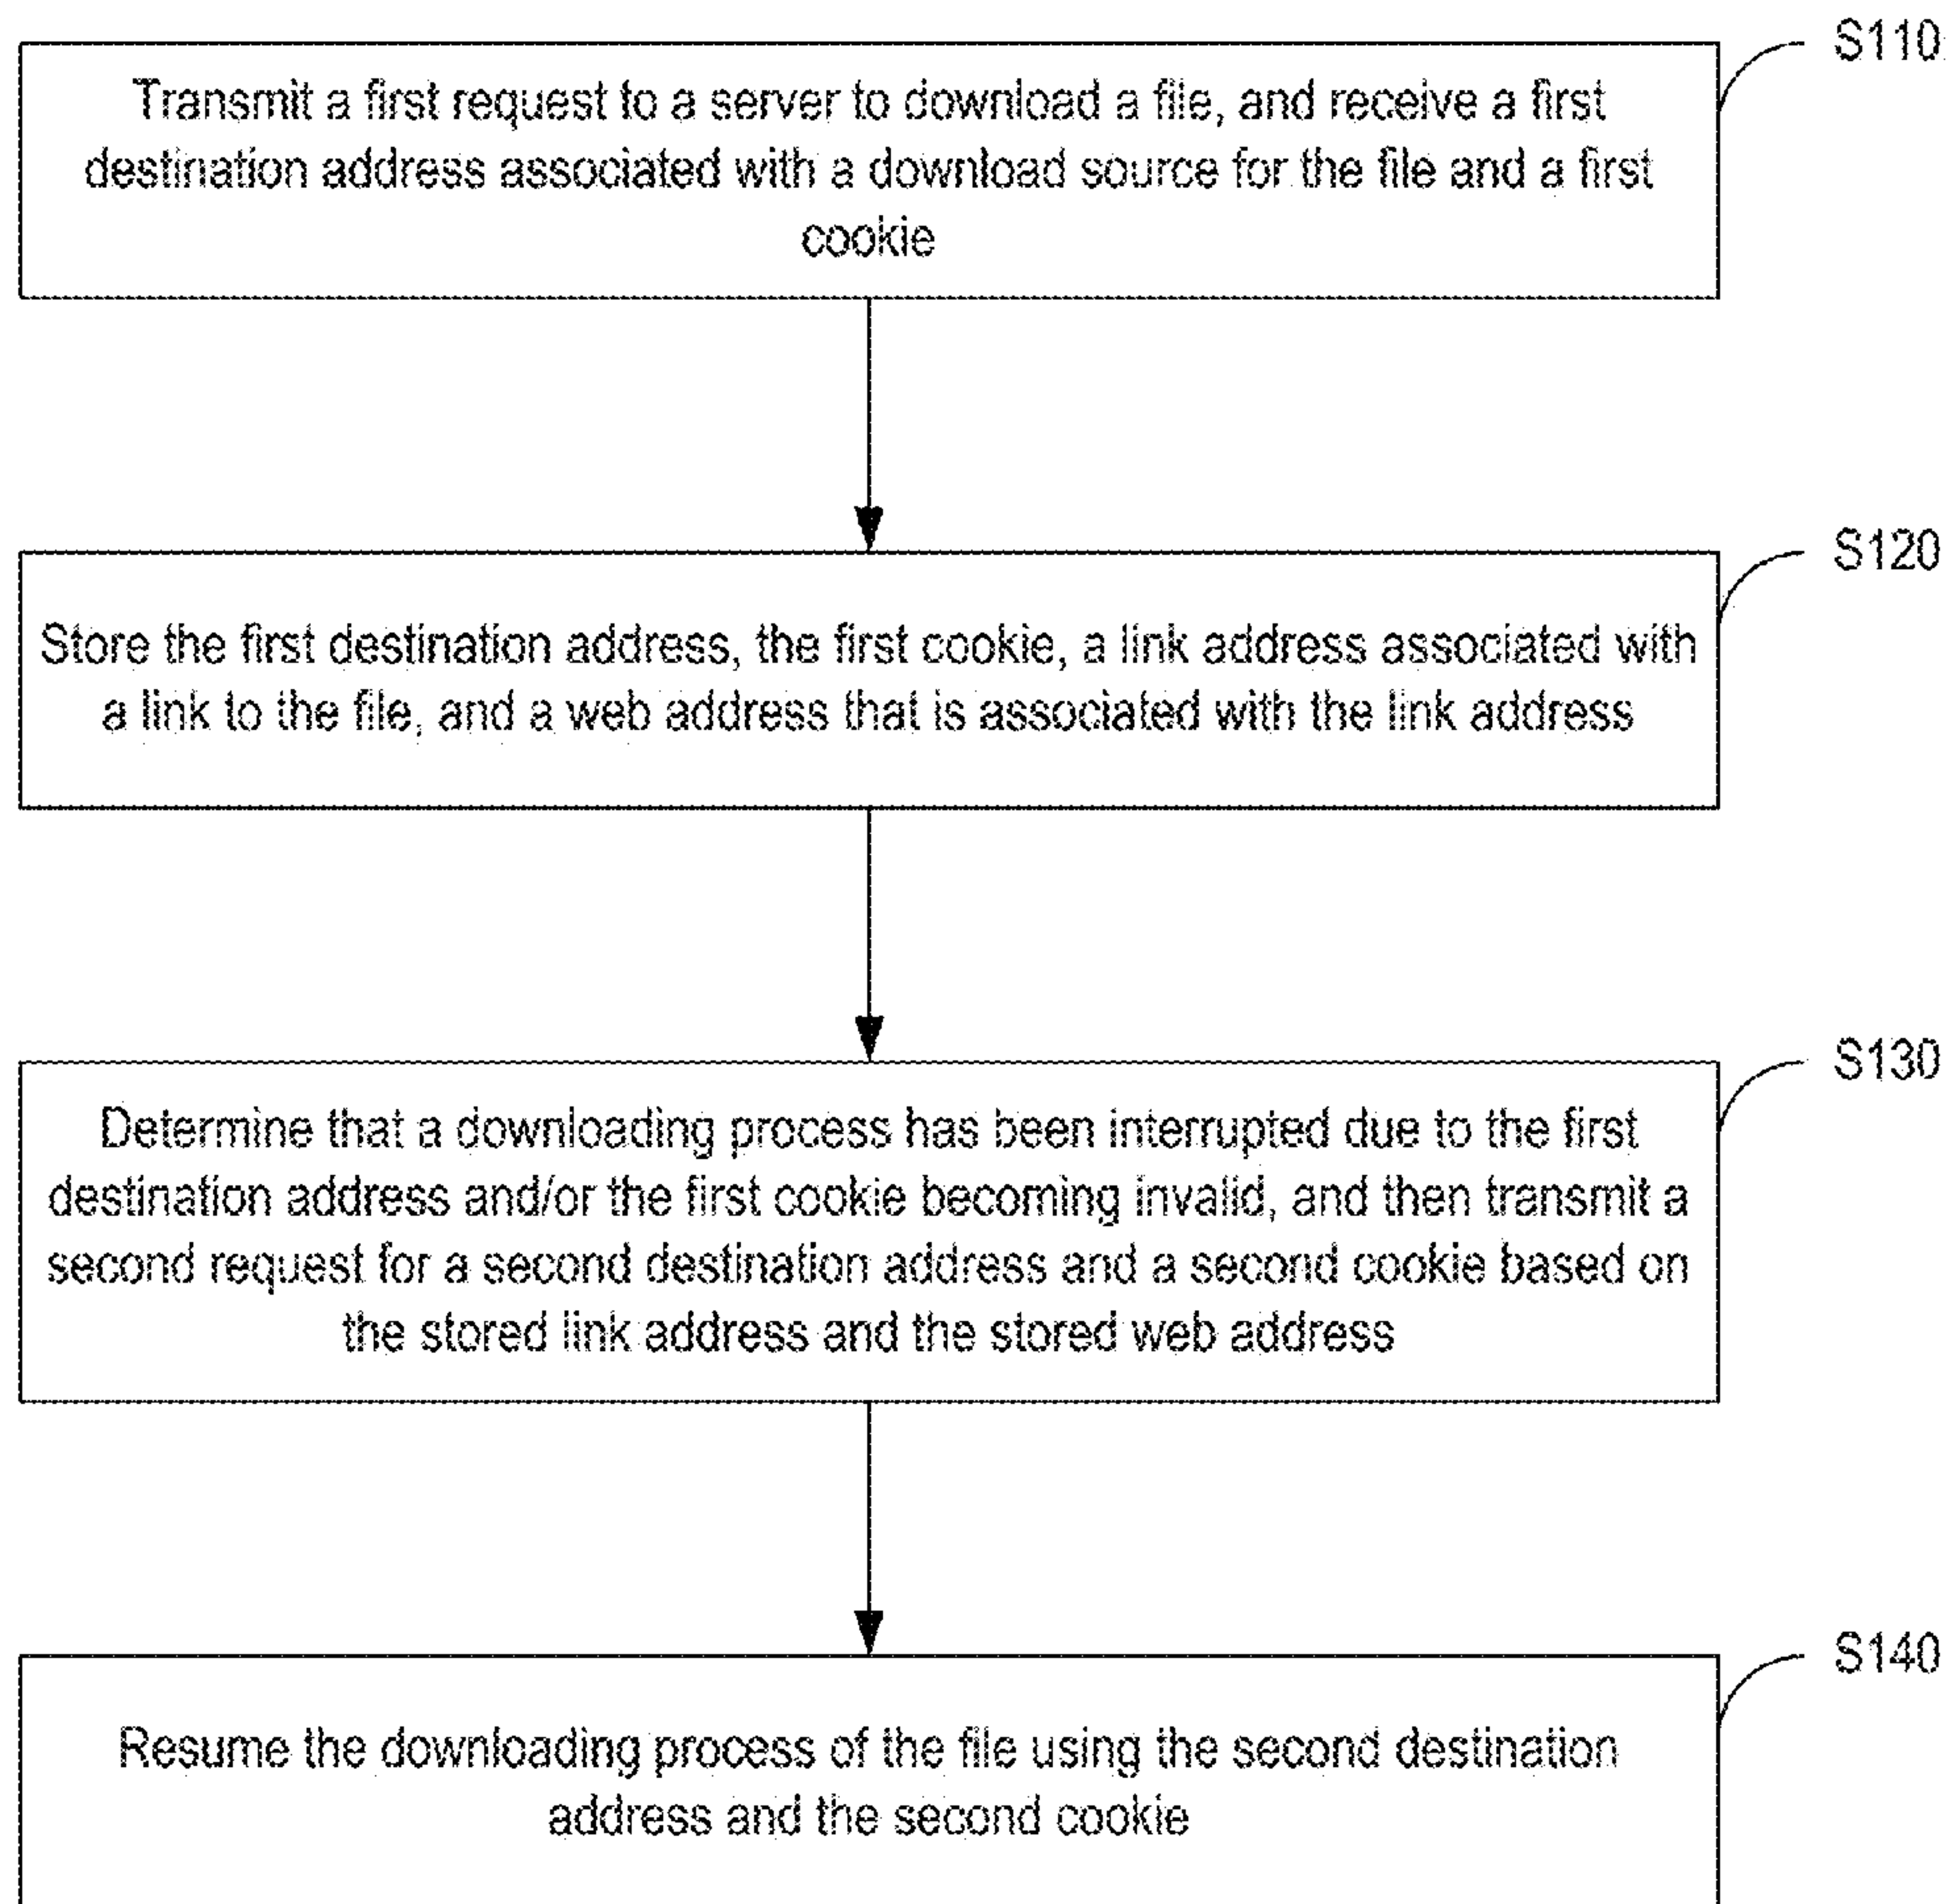 S110
Transmit a first request to a server to download a file, and receive a first
destination address associated with a download source for the file and a first
cookie
S120
Store the first destination address, the first cookie, a link address associated with
a link to the file, and a web address that is associated with the link address
S130
Determine that a downloading process has been interrupted due to the first
destination address and/or the first cookie becoming invalid, and then transmit a
second request for a second destination address and a second cookie based on
the stored link address and the stored web address
S140
Resume the downloading process of the file using the second destination
address and the second cookie